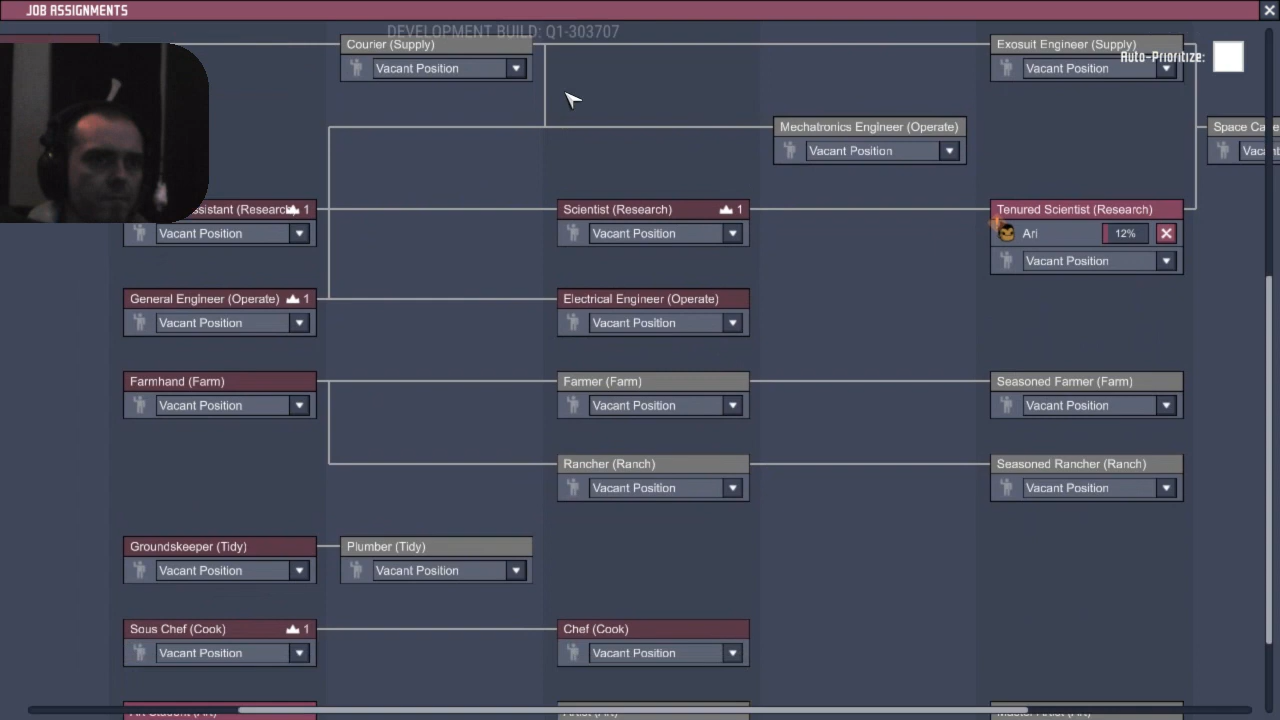 JOB ASSIGNMENTS
DEVELOPMENT BUILD: Q1-303707
Courier (Supply)
Vacant Position
Exosuit Engineer (Supply)
Vacant Position
Auto-Prioritize:
Mechatronics Engineer (Operate)
Vacant Position
Space
1
Vacant Position
Scientist (Research) 1
Vacant Position
Tenured Scientist (Research)
Ari 12%
Vacant Position
General Engineer (Operate) 1
Vacant Position
Electrical Engineer (Operate)
Vacant Position
Farmhand (Farm)
Vacant Position
Farmer (Farm)
Vacant Position
Seasoned Farmer (Farm)
Vacant Position
Rancher (Ranch)
Vacant Position
Seasoned Rancher (Ranch)
Vacant Position
Groundskeeper (Tidy)
Vacant Position
Plumber (Tidy)
Vacant Position
Sous Chef (Cook) 1
Vacant Position
Chef (Cook)
Vacant Position